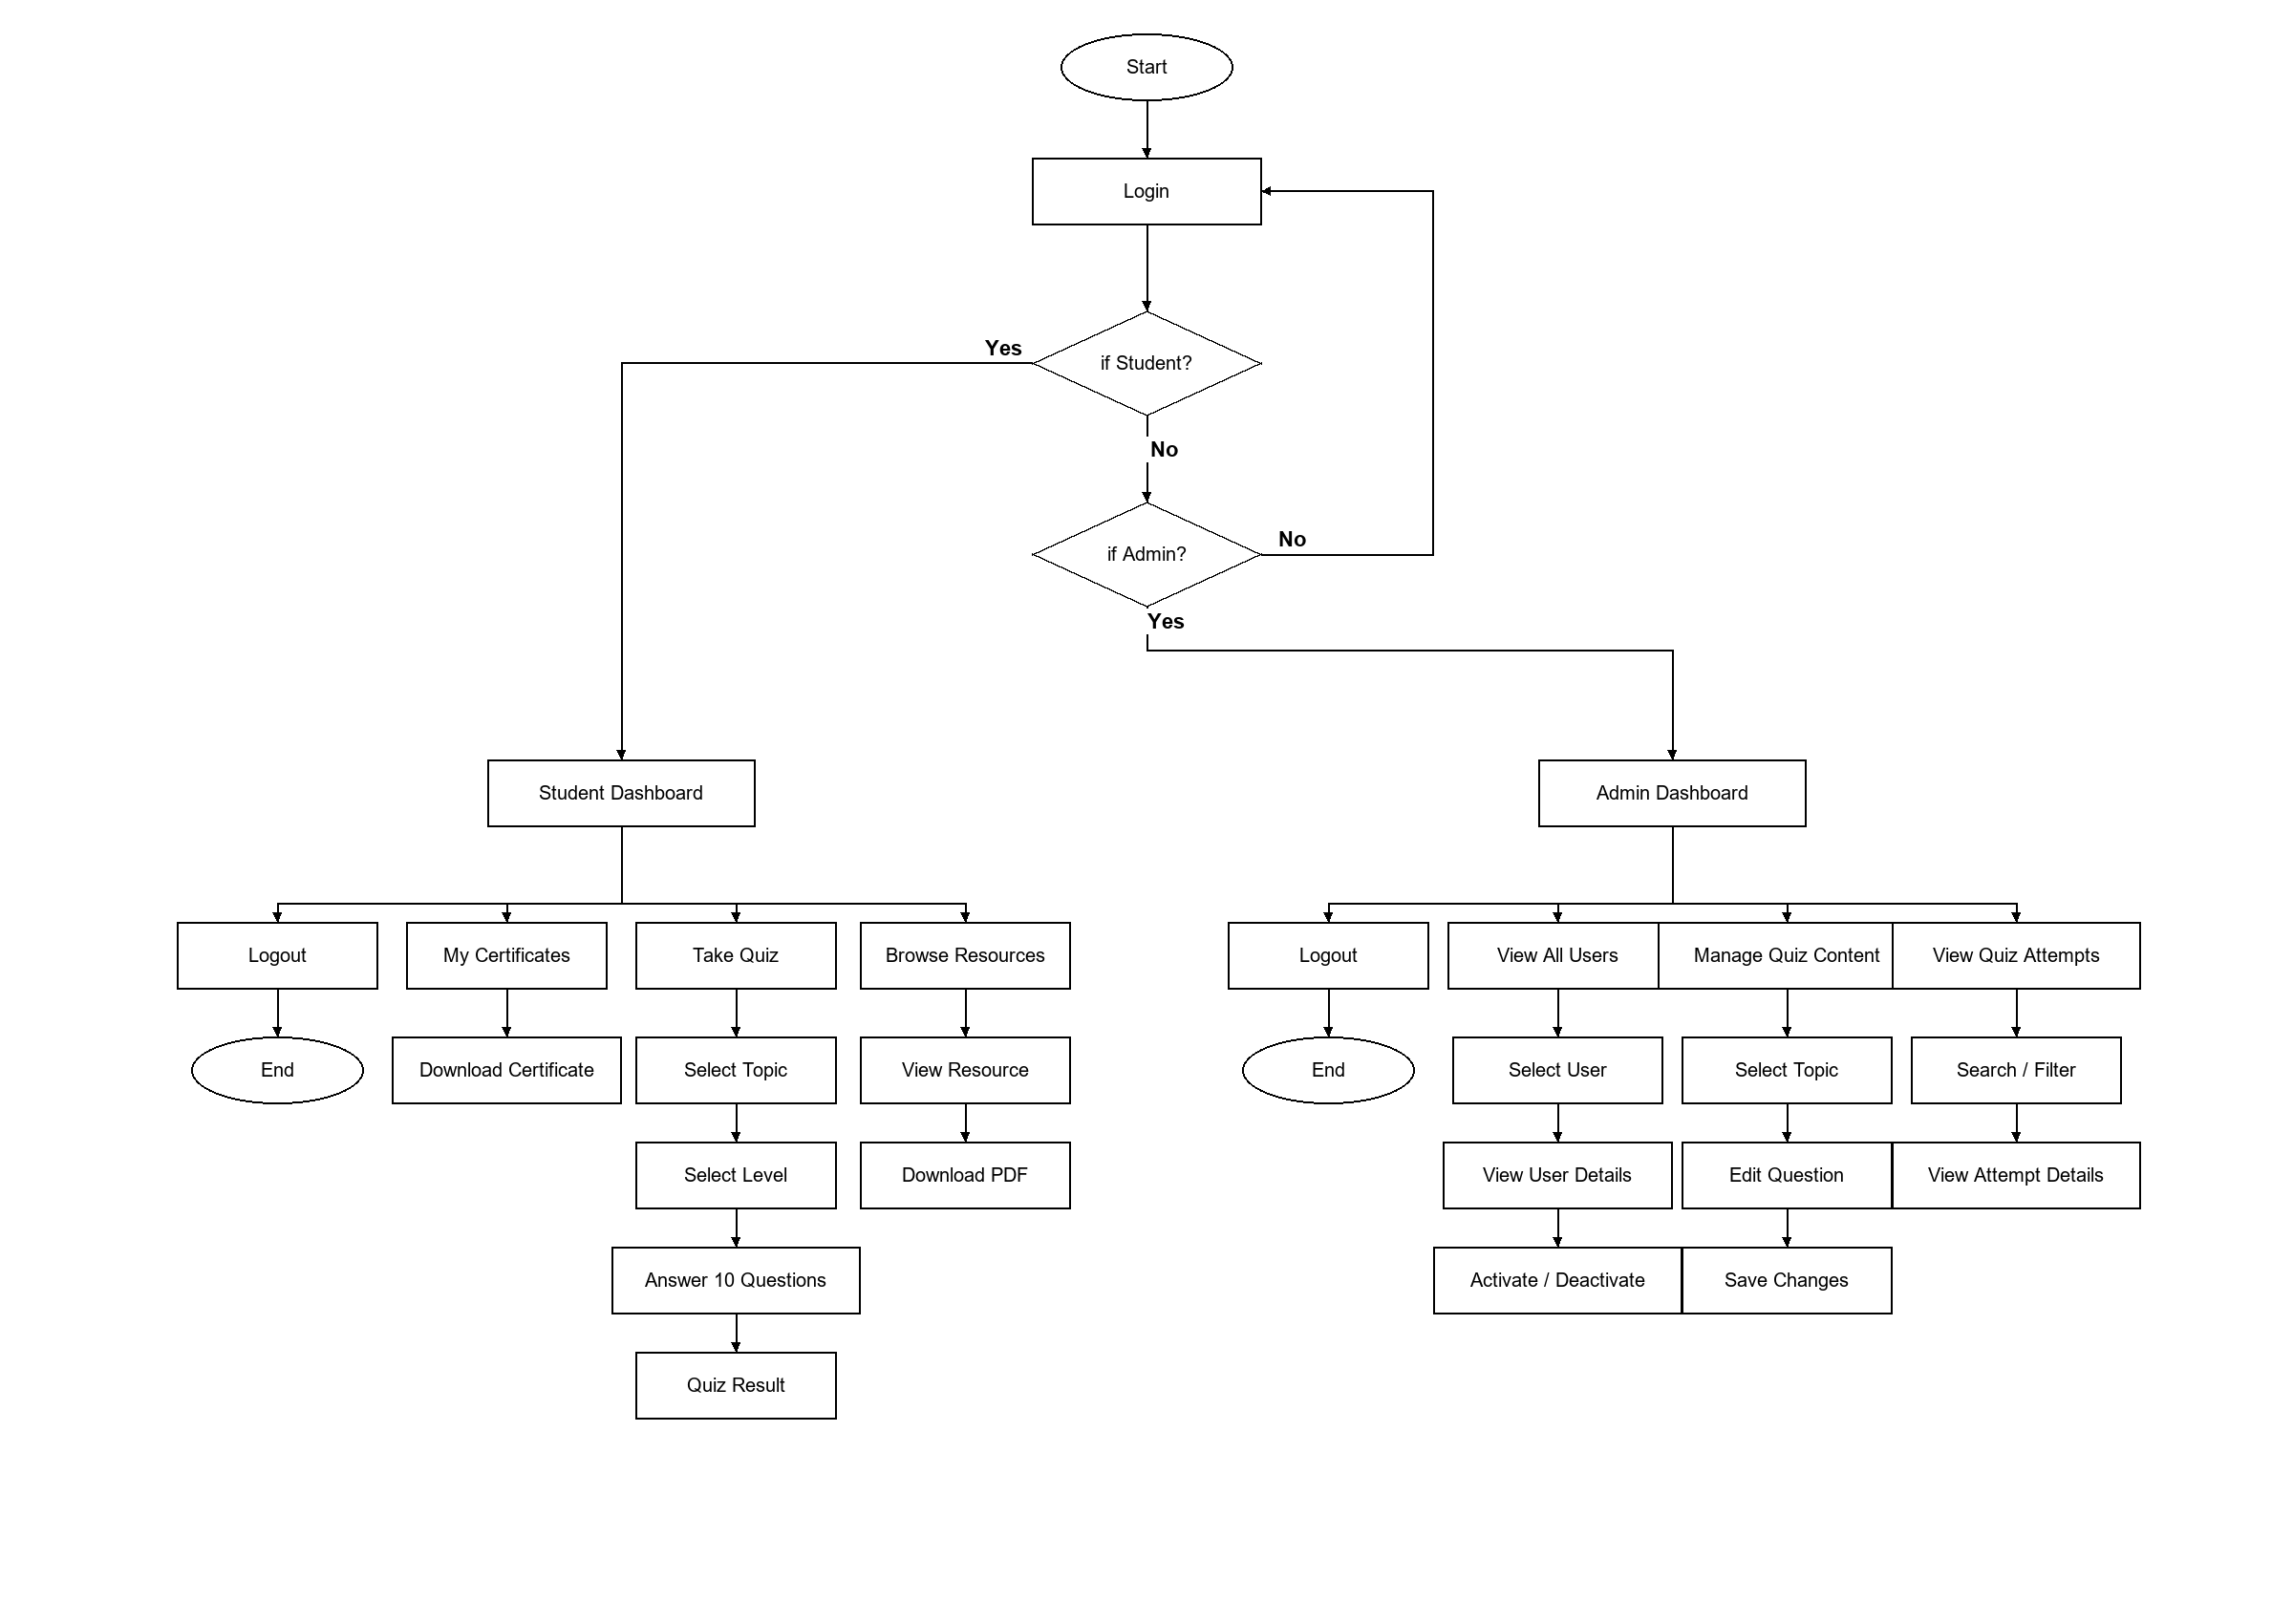 Start
Login
Yes
if Student?
No
if Admin?
No
Yes
Student Dashboard
Admin Dashboard
Logout
My Certificates
Take Quiz
Browse Resources
Logout
View All Users
Manage Quiz Content
View Quiz Attempts
End
Download Certificate
Select Topic
View Resource
End
Select User
Select Topic
Search / Filter
Select Level
Download PDF
View User Details
Edit Question
View Attempt Details
Answer 10 Questions
Activate / Deactivate
Save Changes
Quiz Result